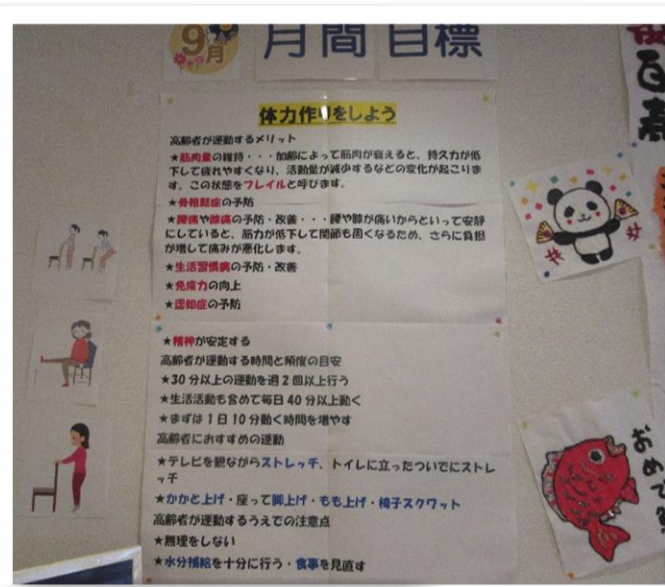 9月
月間目標
体力作りをしよう
高齢者が運動するメリット
★筋肉量の維持・・・加齢によって筋肉が衰えると、持久力が低
下して疲れやすくなり、活動量が減少するなどの変化が起こりま
す。この状態をフレイルと呼びます。
★骨粗鬆症の予防
★腰痛や膝痛の予防・改善・・・腰や膝が痛いからといって安静
にしていると、筋力が低下して関節も固くなるため、さらに負担
が増して痛みが悪化します。
★生活習慣病の予防・改善
★免疫力の向上
★認知症の予防
★精神が安定する
高齢者が運動する時間と頻度の目安
★30分以上の運動を週2回以上行う
★生活活動も含めて毎日40分以上動く
★まずは1日10分動く時間を増やす
高齢者におすすめの運動
★テレビを観ながらストレッチ、トイレに立ったついでにストレ
ッチ
★かかと上げ・座って脚上げ・もも上げ・椅子スクワット
高齢者が運動するうえでの注意点
★無理をしない
★水分補給を十分に行う・食事を見直す